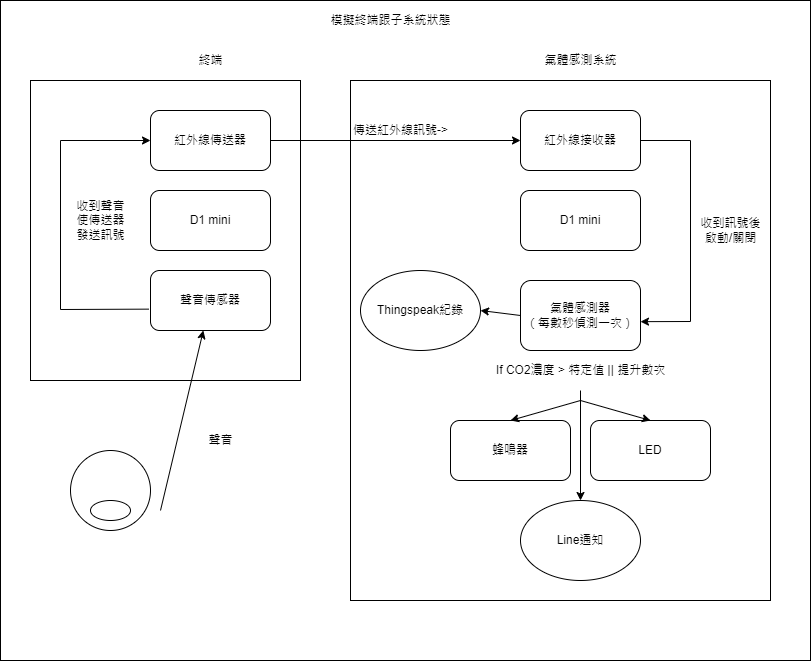 模擬終端跟子系統狀態
終端
氣體感測系統
紅外線傳送器
傳送紅外線訊號->
紅外線接收器
收到聲音
使傳送器
發送訊號
D1 mini
D1 mini
收到訊號後
啟動/關閉
聲音傳感器
Thingspeak紀錄
氣體感測器
（每數秒偵測一次）
If CO2濃度 > 特定值 || 提升數次
聲音
蜂鳴器
LED
Line通知